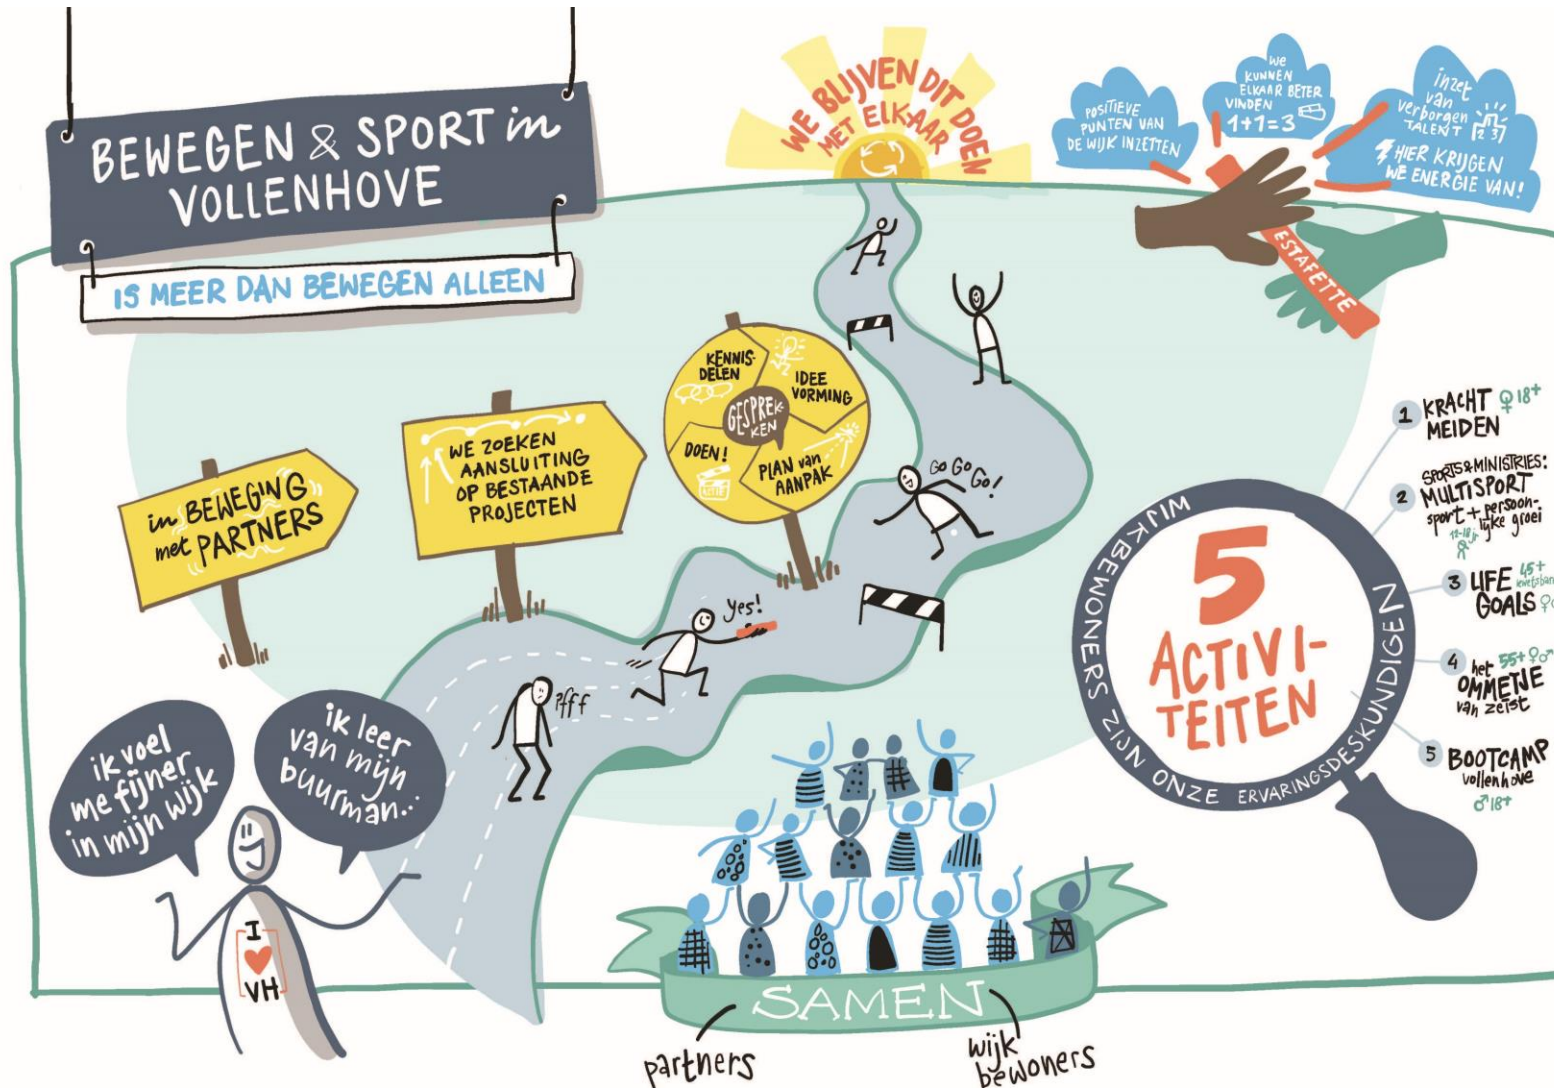 BEWEGEN & SPORT in
VOLLENHOVE
IS MEER DAN BEWEGEN ALLEEN
WE BLIJVEN DIT DOEN
MET ELKAAR
POSITIEVE
PUNTEN VAN
DE WIJK INZETTEN
We
KUNNEN
ELKAAR BETER
VINDEN
1+1=3
inzet
van
verborgen
TALENT
HIER KRIJGEN
WE ENERGIE VAN!
ESTAFETTE
in BEWEGING
met PARTNERS
WE ZOEKEN
AANSLUITING
OP BESTAANDE
PROJECTEN
KENNIS-
DELEN
IDEE
VORMING
GESPREK-
KEN
DOEN!
PLAN van
AANPAK
GO GO
GO!
yes!
pfff
ik voel
me fijner
in mijn wijk
ik leer
van mijn
buurman...
I
VH
SAMEN
partners
wijk
bewoners
WIJKBEWONERS ZIJN ONZE ERVARINGSDESKUNDIGEN
5
ACTIVI-
TEITEN
1 KRACHT ♀18+
MEIDEN
SPORTS&MINISTRIES:
2 MULTISPORT
sport + persoon-
lijke groei
12-18 jr
3 LIFE 45+
GOALS ♀
4 het 55+ ♀♂
OMMETJE
van zeist
5 BOOTCAMP
vollenhove
♂18+